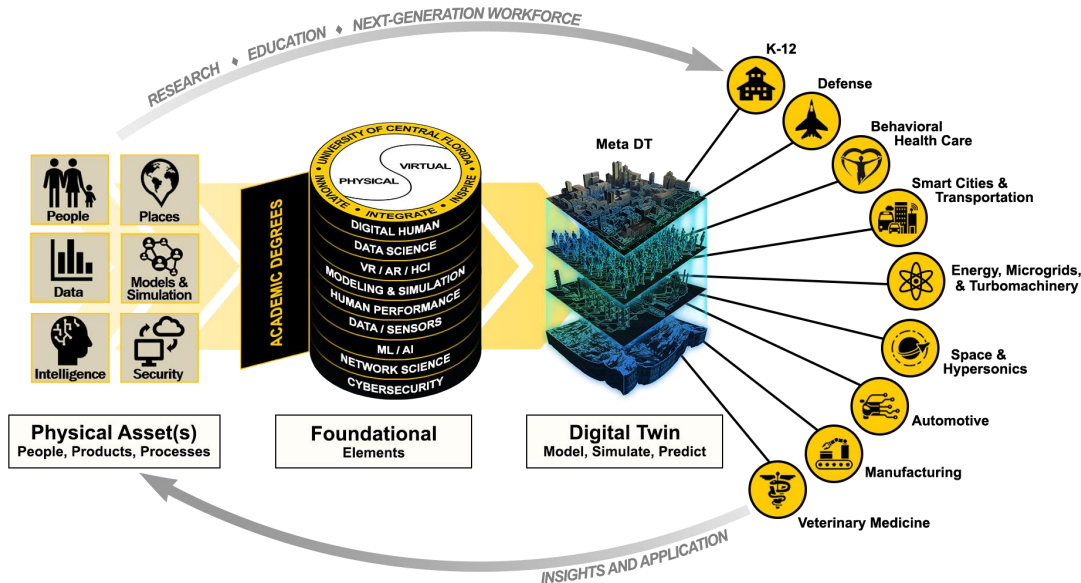 RESEARCH ♦ EDUCATION ♦ NEXT-GENERATION WORKFORCE
People
Places
Data
Models &
Simulation
Intelligence
Security
Physical Asset(s)
People, Products, Processes
ACADEMIC DEGREES
UNIVERSITY OF CENTRAL FLORIDA
• INNOVATE • INTEGRATE • INSPIRE •
PHYSICAL
VIRTUAL
DIGITAL HUMAN
DATA SCIENCE
VR / AR / HCI
MODELING & SIMULATION
HUMAN PERFORMANCE
DATA / SENSORS
ML / AI
NETWORK SCIENCE
CYBERSECURITY
Foundational
Elements
Meta DT
Digital Twin
Model, Simulate, Predict
K-12
Defense
Behavioral
Health Care
Smart Cities &
Transportation
Energy, Microgrids,
& Turbomachinery
Space &
Hypersonics
Automotive
Manufacturing
Veterinary Medicine
INSIGHTS AND APPLICATION